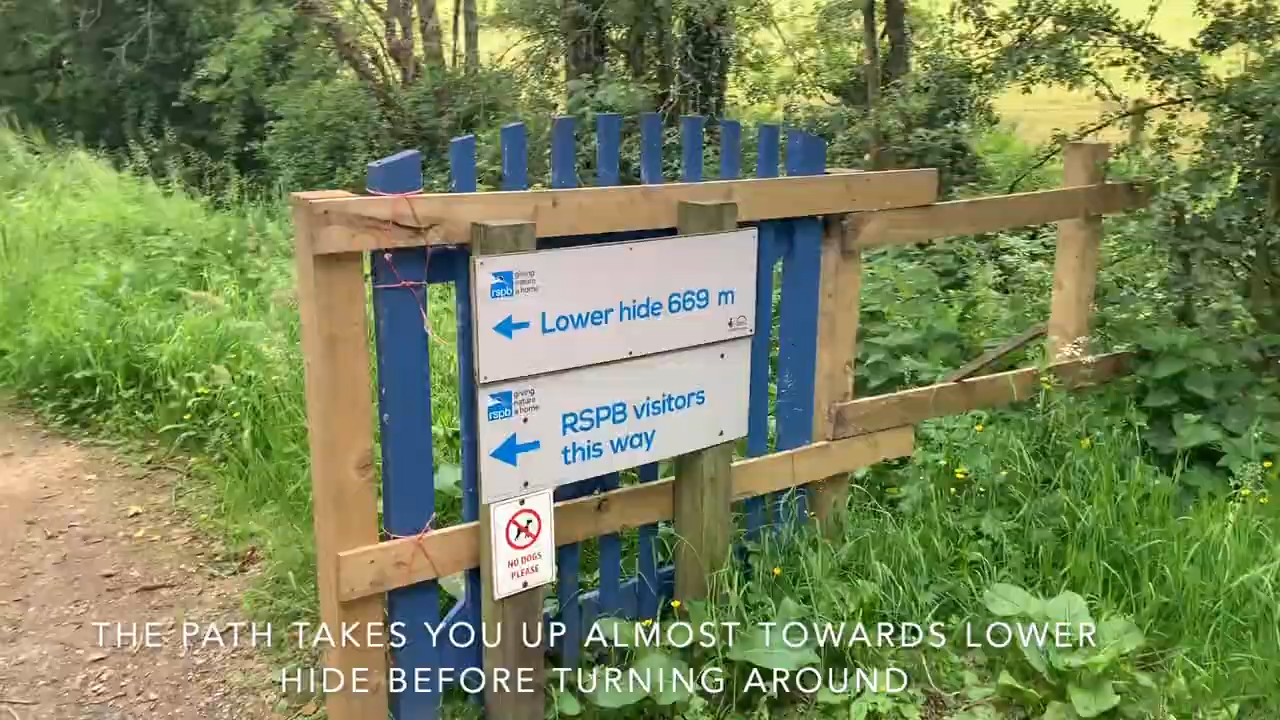 giving
nature
a home
rspb
Lower hide 669 m
giving
nature
a home
rspb
RSPB visitors
this way
NO DOGS
PLEASE
THE PATH TAKES YOU UP ALMOST TOWARDS LOWER
HIDE BEFORE TURNING AROUND